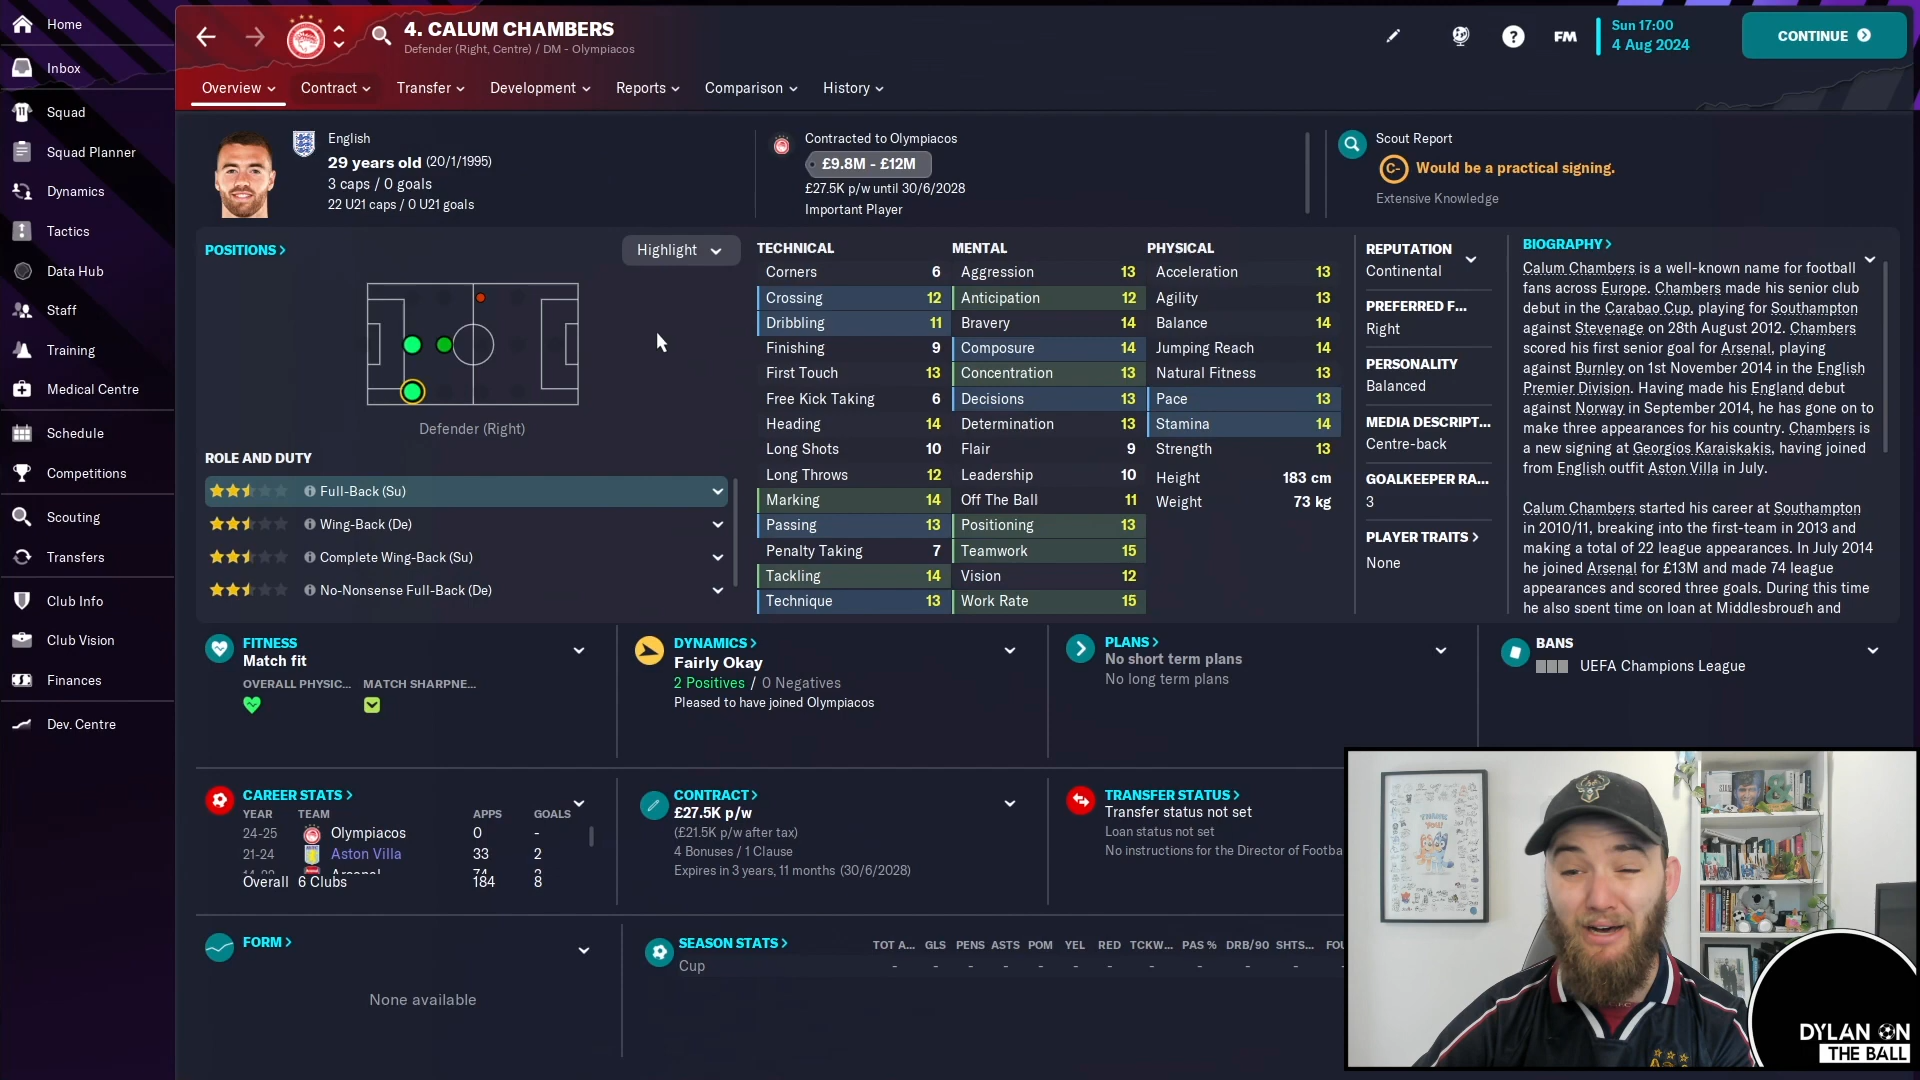 Home
Inbox
Squad
Squad Planner
Dynamics
Tactics
Data Hub
Staff
Training
Medical Centre
Schedule
Competitions
Scouting
Transfers
Club Info
Club Vision
Finances
Dev. Centre
4. CALUM CHAMBERS
Defender (Right, Centre) / DM - Olympiacos
FM
Sun 17:00
4 Aug 2024
CONTINUE
Overview
Contract
Transfer
Development
Reports
Comparison
History
English
29 years old (20/1/1995)
3 caps / 0 goals
22 U21 caps / 0 U21 goals
Contracted to Olympiacos
£9.8M - £12M
£27.5K p/w until 30/6/2028
Important Player
Scout Report
C- Would be a practical signing.
Extensive Knowledge
POSITIONS
Highlight
Defender (Right)
ROLE AND DUTY
Full-Back (Su)
Wing-Back (De)
Complete Wing-Back (Su)
No-Nonsense Full-Back (De)
TECHNICAL
Corners 6
Crossing 12
Dribbling 11
Finishing 9
First Touch 13
Free Kick Taking 6
Heading 14
Long Shots 10
Long Throws 12
Marking 14
Passing 13
Penalty Taking 7
Tackling 14
Technique 13
MENTAL
Aggression 13
Anticipation 12
Bravery 14
Composure 14
Concentration 13
Decisions 13
Determination 13
Flair 9
Leadership 10
Off The Ball 11
Positioning 13
Teamwork 15
Vision 12
Work Rate 15
PHYSICAL
Acceleration 13
Agility 13
Balance 14
Jumping Reach 14
Natural Fitness 13
Pace 13
Stamina 14
Strength 13
Height 183 cm
Weight 73 kg
REPUTATION
Continental
PREFERRED F...
Right
PERSONALITY
Balanced
MEDIA DESCRIPT...
Centre-back
GOALKEEPER RA...
3
PLAYER TRAITS
None
BIOGRAPHY
Calum Chambers is a well-known name for football
fans across Europe. Chambers made his senior club
debut in the Carabao Cup, playing for Southampton
against Stevenage on 28th August 2012. Chambers
scored his first senior goal for Arsenal, playing
against Burnley on 1st November 2014 in the English
Premier Division. Having made his England debut
against Norway in September 2014, he has gone on to
make three appearances for his country. Chambers is
a new signing at Georgios Karaiskakis, having joined
from English outfit Aston Villa in July.
Calum Chambers started his career at Southampton
in 2010/11, breaking into the first-team in 2013 and
making a total of 22 league appearances. In July 2014
he joined Arsenal for £13M and made 74 league
appearances and scored three goals. During this time
he also spent time on loan at Middlesbrough and
FITNESS
Match fit
OVERALL PHYSIC... MATCH SHARPNE...
DYNAMICS
Fairly Okay
2 Positives / 0 Negatives
Pleased to have joined Olympiacos
PLANS
No short term plans
No long term plans
BANS
UEFA Champions League
CAREER STATS
YEAR TEAM APPS GOALS
24-25 Olympiacos 0 -
21-24 Aston Villa 33 2
Overall 6 Clubs 184 8
CONTRACT
£27.5K p/w
(£21.5K p/w after tax)
4 Bonuses / 1 Clause
Expires in 3 years, 11 months (30/6/2028)
TRANSFER STATUS
Transfer status not set
Loan status not set
No instructions for the Director of Footba
FORM
None available
SEASON STATS
TOT A... GLS PENS ASTS POM YEL RED TCKW... PAS % DRB/90 SHTS... FOU
Cup - - - - - - - - - - -
THANK YOU!
DYLAN ON
THE BALL